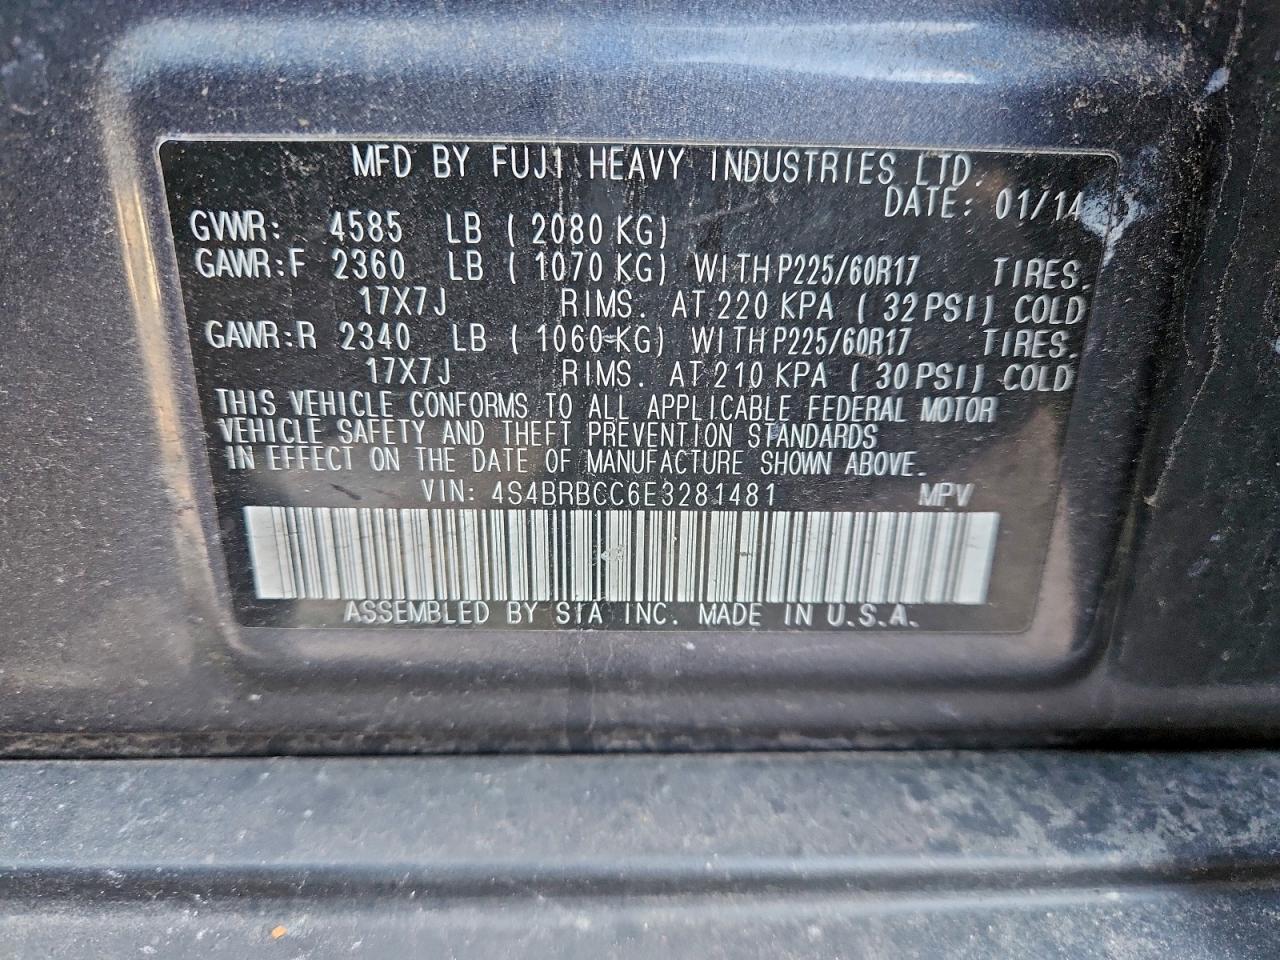 MFD BY FUJI HEAVY INDUSTRIES LTD.
DATE: 01/14
GVWR: 4585 LB ( 2080 KG)
GAWR:F 2360 LB ( 1070 KG) WITH P225/60R17 TIRES.
17X7J RIMS. AT 220 KPA ( 32 PSI) COLD
GAWR:R 2340 LB ( 1060 KG) WITH P225/60R17 TIRES.
17X7J RIMS. AT 210 KPA ( 30 PSI) COLD
THIS VEHICLE CONFORMS TO ALL APPLICABLE FEDERAL MOTOR
VEHICLE SAFETY AND THEFT PREVENTION STANDARDS
IN EFFECT ON THE DATE OF MANUFACTURE SHOWN ABOVE.
VIN: 4S4BRBCC6E3281481 MPV
ASSEMBLED BY SIA INC. MADE IN U.S.A.